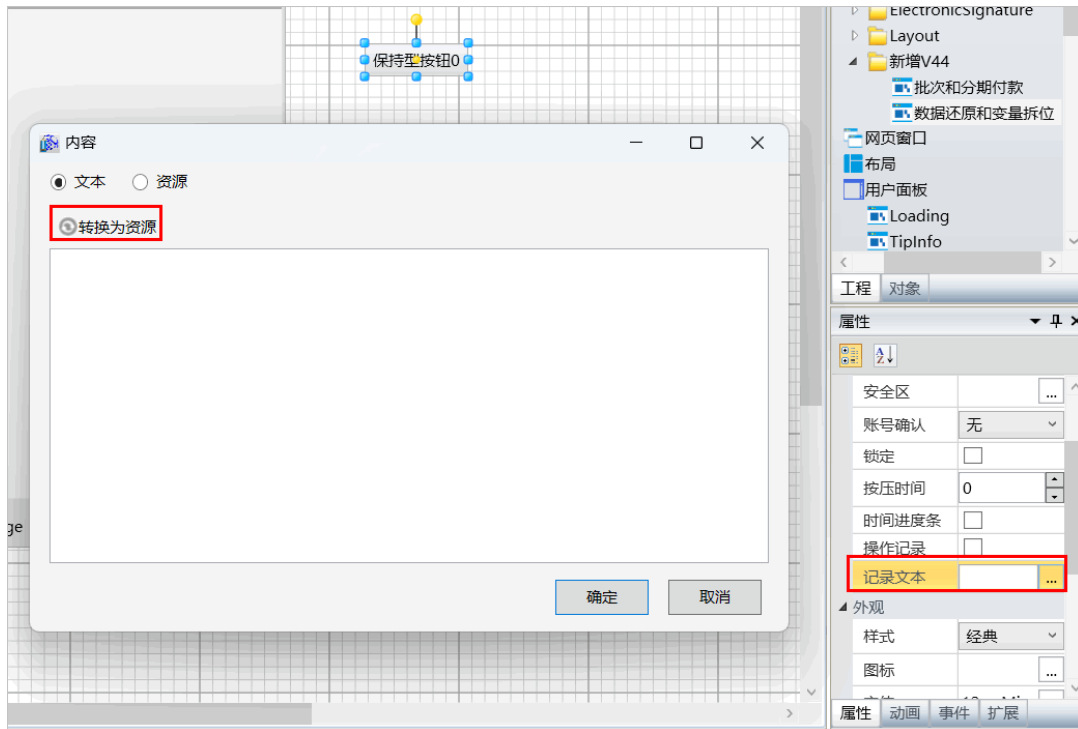 保持型按钮0
内容
文本
资源
转换为资源
确定
取消
ElectronicSignature
Layout
新增V44
批次和分期付款
数据还原和变量拆位
网页窗口
布局
用户面板
Loading
TipInfo
工程 对象
属性
安全区 ...
账号确认 无
锁定
按压时间 0
时间进度条
操作记录
记录文本 ...
外观
样式 经典
图标 ...
属性 动画 事件 扩展